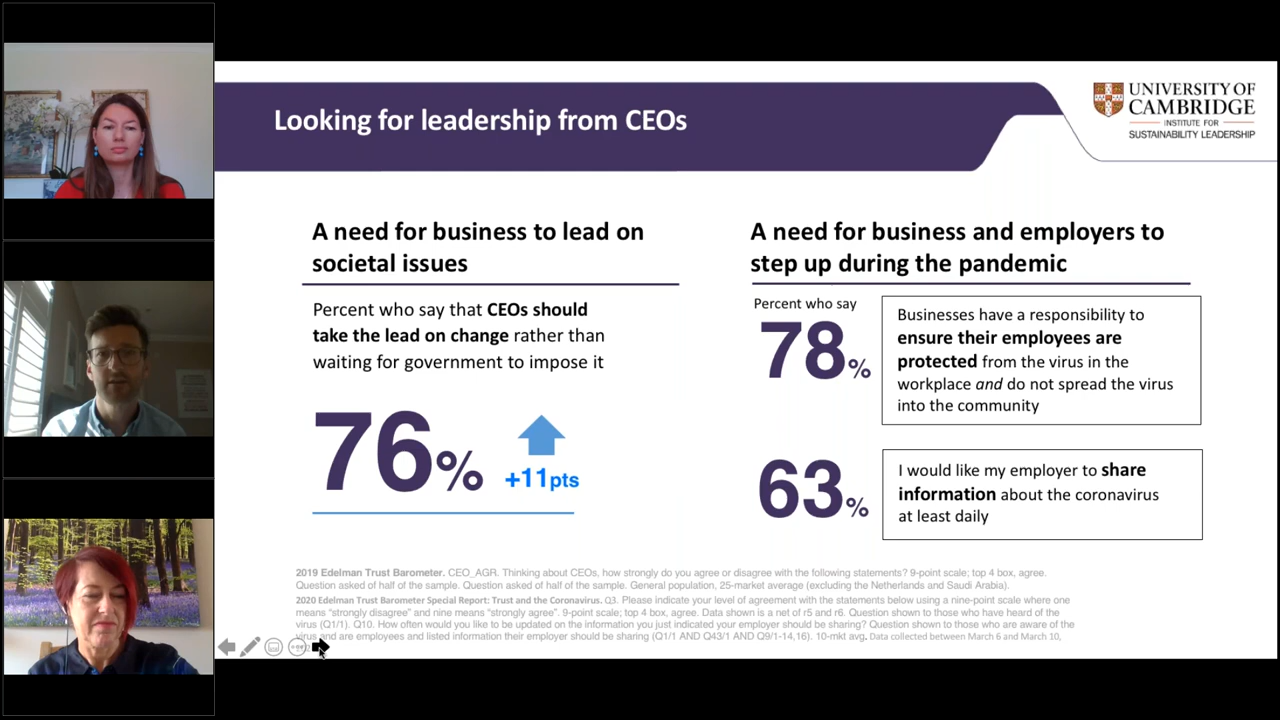 Looking for leadership from CEOs
UNIVERSITY OF
CAMBRIDGE
INSTITUTE FOR
SUSTAINABILITY LEADERSHIP
A need for business to lead on
societal issues
Percent who say that CEOs should
take the lead on change rather than
waiting for government to impose it
76%
+11pts
A need for business and employers to
step up during the pandemic
Percent who say
78%
Businesses have a responsibility to
ensure their employees are
protected from the virus in the
workplace and do not spread the virus
into the community
63%
I would like my employer to share
information about the coronavirus
at least daily
2019 Edelman Trust Barometer. CEO_AGR. Thinking about CEOs, how strongly do you agree or disagree with the following statements? 9-point scale; top 4 box, agree.
Question asked of half of the sample. Question asked of half of the sample. General population, 25-market average (excluding the Netherlands and Saudi Arabia).
2020 Edelman Trust Barometer Special Report: Trust and the Coronavirus. Q3. Please indicate your level of agreement with the statements below using a nine-point scale where one
means “strongly disagree” and nine means “strongly agree”. 9-point scale; top 4 box, agree. Data shown is a net of r5 and r6. Question shown to those who have heard of the
virus (Q1/1). Q10. How often would you like to be updated on the information you just indicated your employer should be sharing? Question shown to those who are aware of the
virus and are employees and listed information their employer should be sharing (Q1/1 AND Q43/1 AND Q9/1-14,16). 10-mkt avg. Data collected between March 6 and March 10,